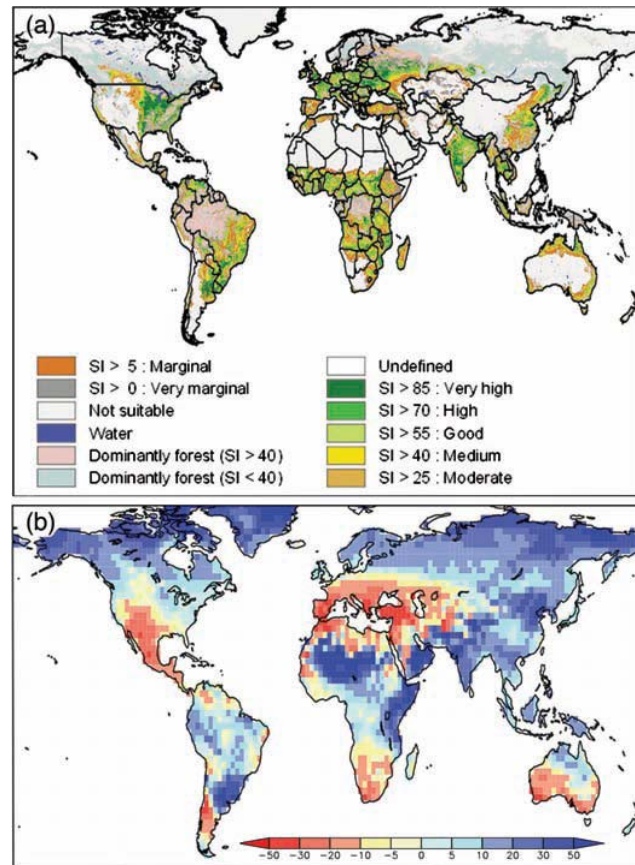 (a)
SI > 5 : Marginal
SI > 0 : Very marginal
Not suitable
Water
Dominantly forest (SI > 40)
Dominantly forest (SI < 40)
Undefined
SI > 85 : Very high
SI > 70 : High
SI > 55 : Good
SI > 40 : Medium
SI > 25 : Moderate
(b)
-50 -30 -20 -10 -5 0 5 10 20 30 50